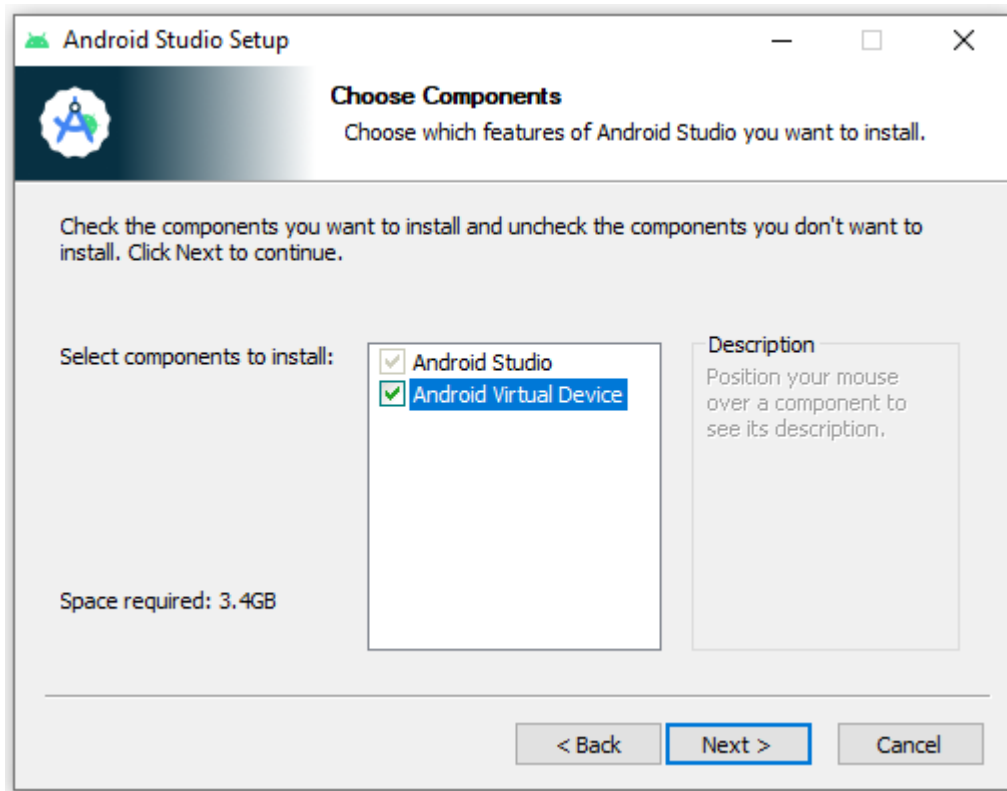 Android Studio Setup
Choose Components
Choose which features of Android Studio you want to install.
Check the components you want to install and uncheck the components you don't want to
install. Click Next to continue.
Select components to install:
Android Studio
Android Virtual Device
Description
Position your mouse
over a component to
see its description.
Space required: 3.4GB
< Back
Next >
Cancel